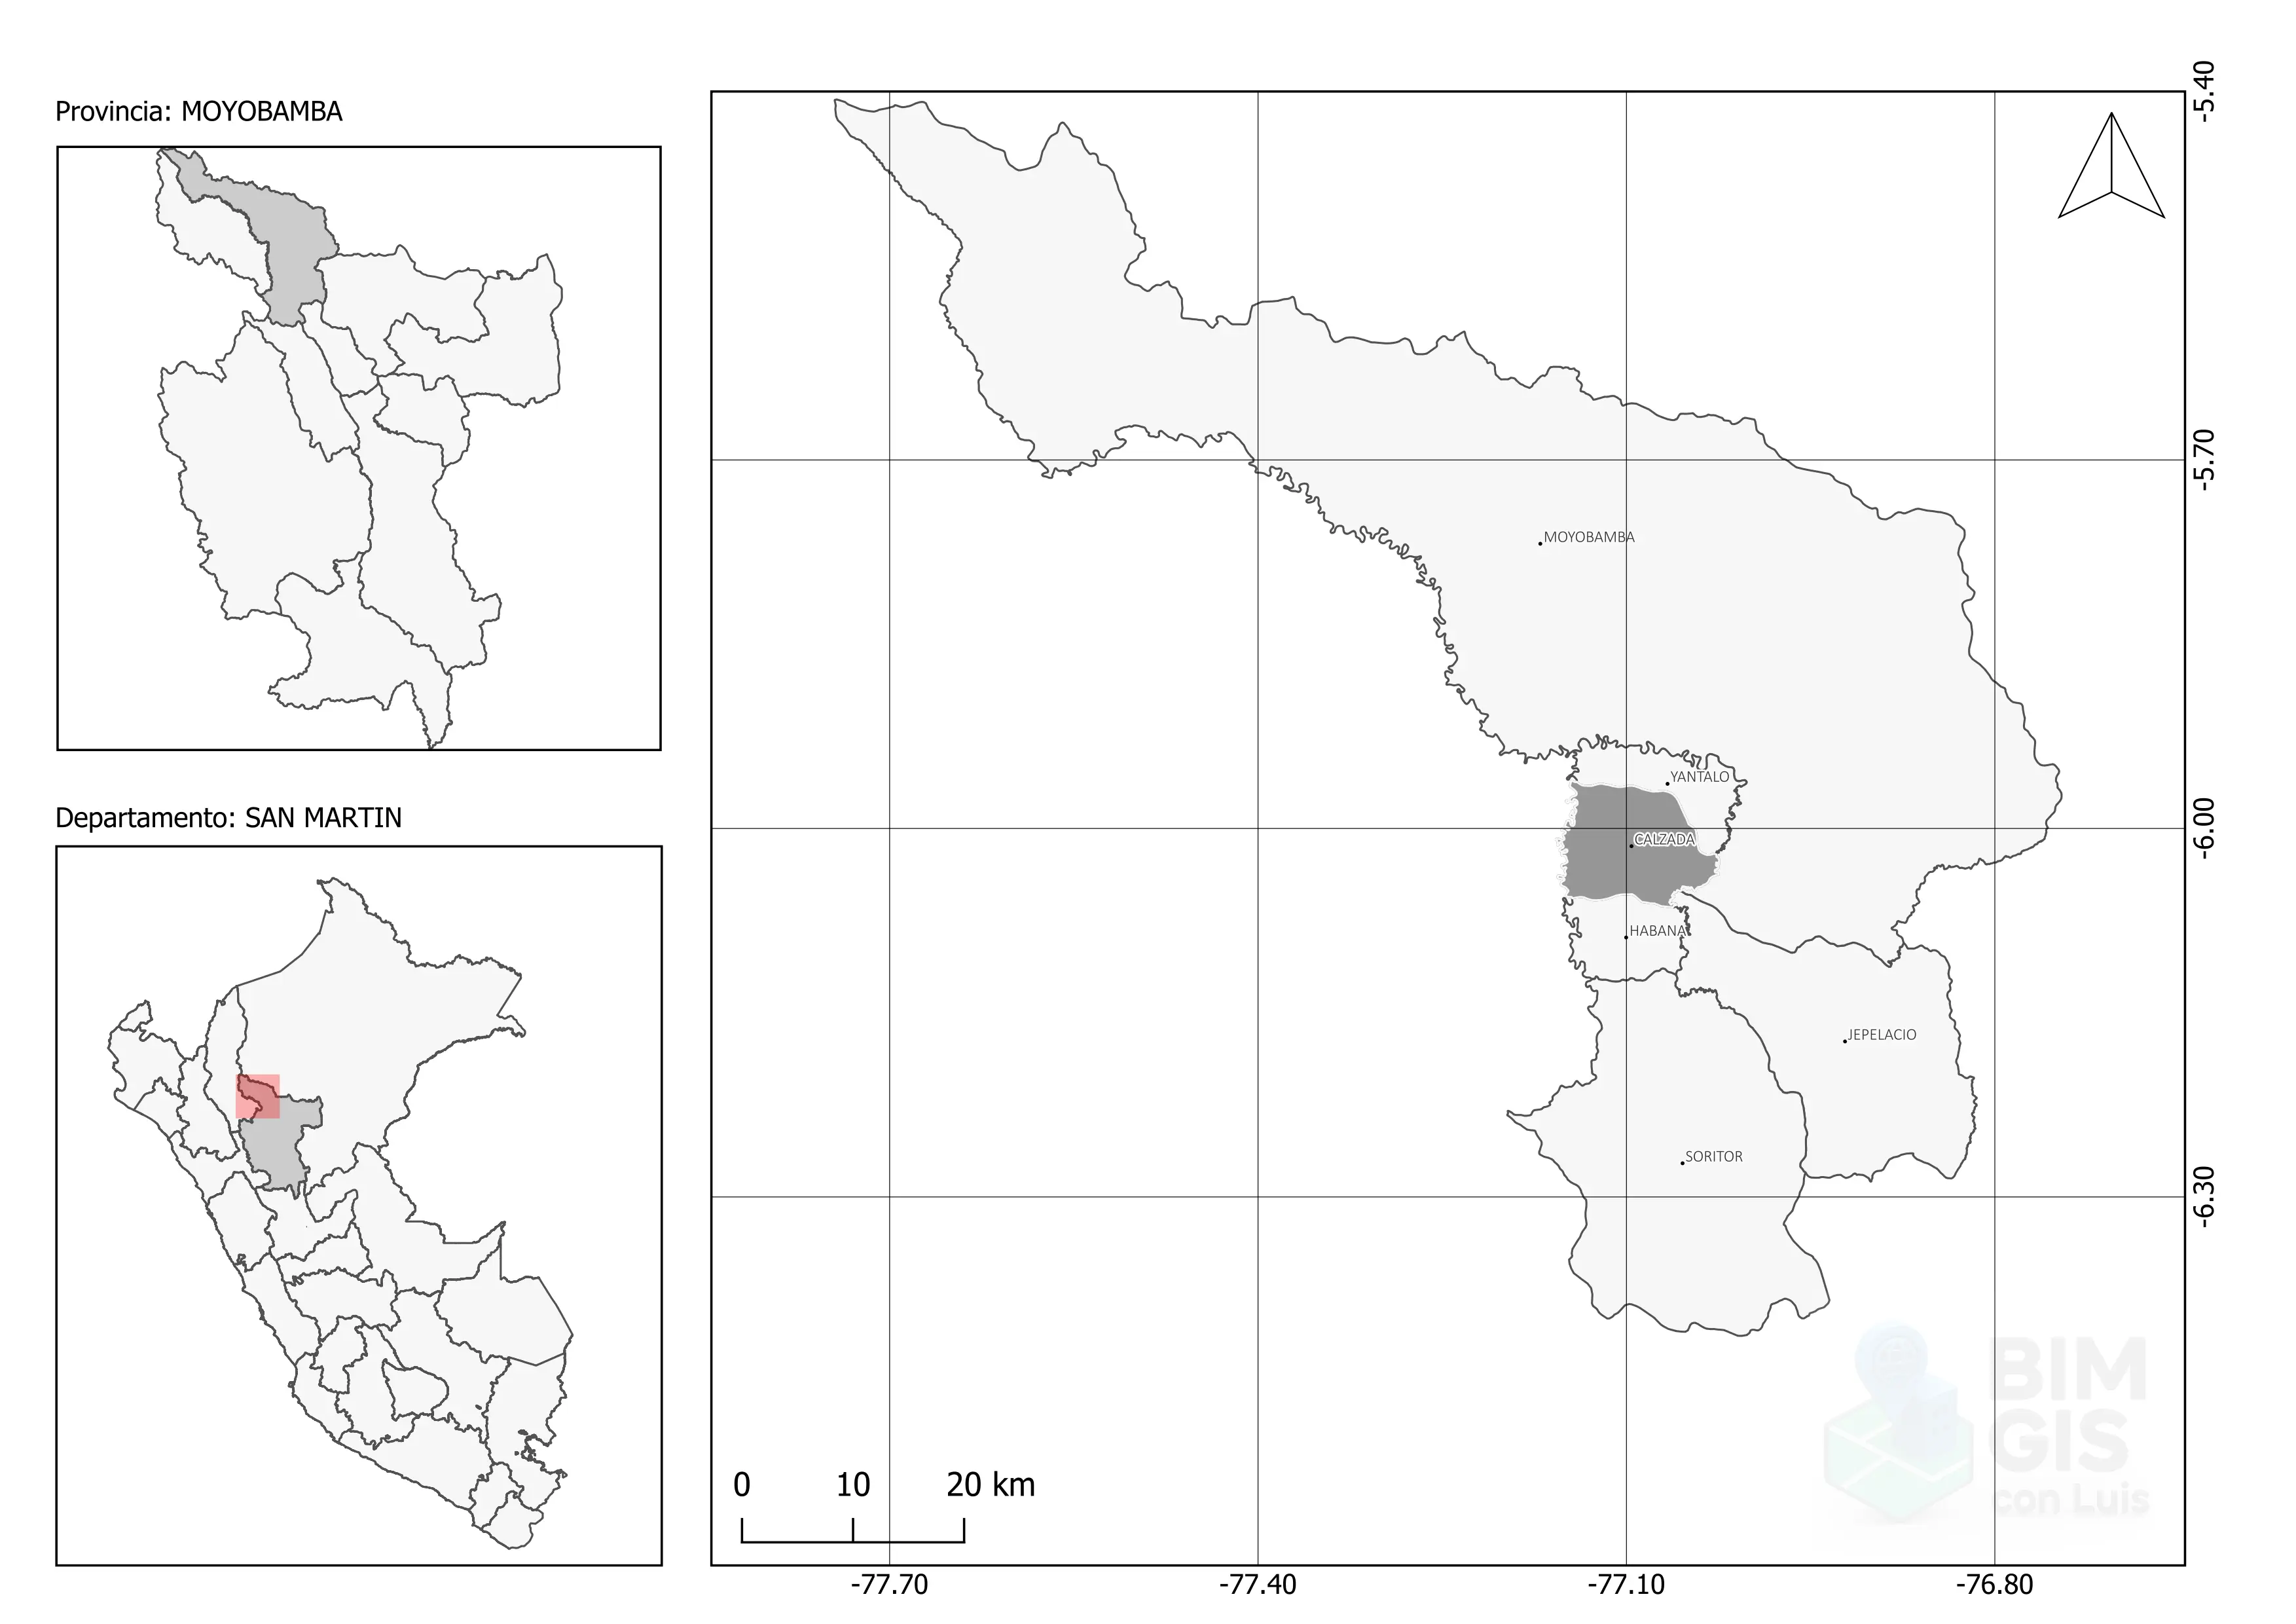 Provincia: MOYOBAMBA
Departamento: SAN MARTIN
-5.40
-5.70
-6.00
-6.30
MOYOBAMBA
YANTALO
CALZADA
HABANA
JEPELACIO
SORITOR
BIM
GIS
con Luis
0 10 20 km
-77.70 -77.40 -77.10 -76.80